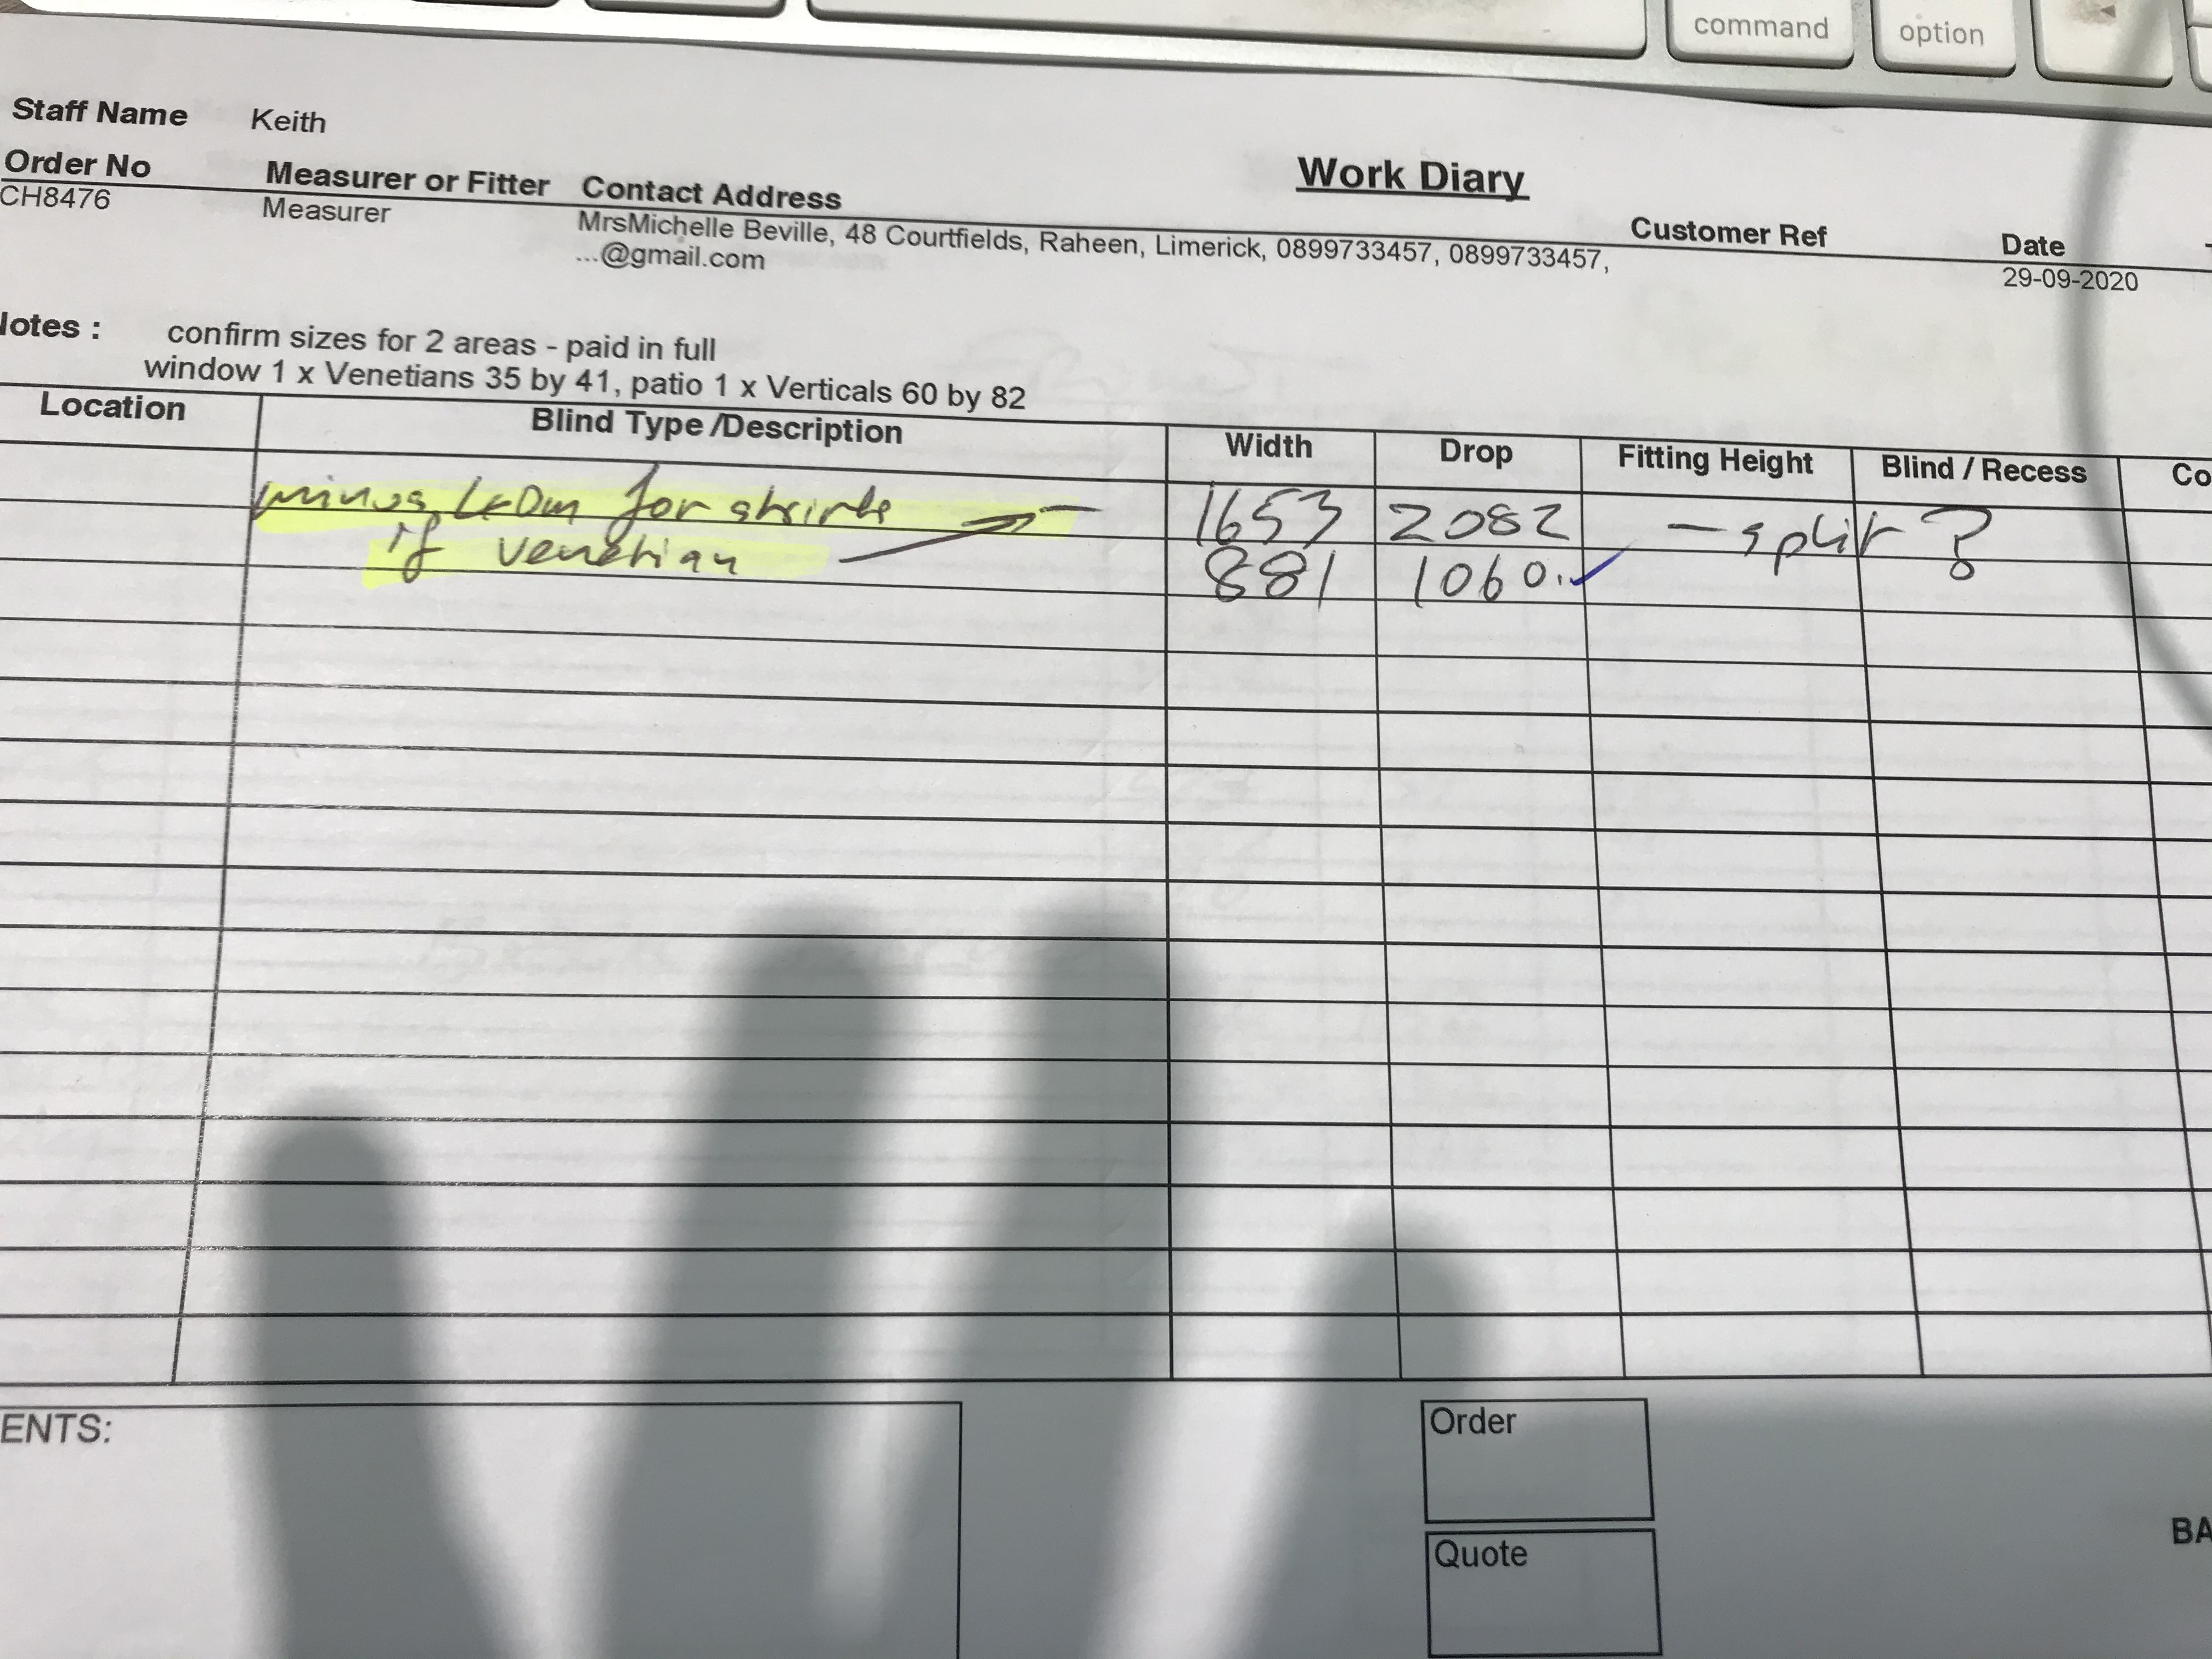 command option
Staff Name Keith
Work Diary
Order No Measurer or Fitter Contact Address Customer Ref Date
CH8476 Measurer MrsMichelle Beville, 48 Courtfields, Raheen, Limerick, 0899733457, 0899733457, 29-09-2020
...@gmail.com
Notes : confirm sizes for 2 areas - paid in full
window 1 x Venetians 35 by 41, patio 1 x Verticals 60 by 82
Location Blind Type /Description Width Drop Fitting Height Blind / Recess Co
minus for 1653 2082 - split ?
if venetian 881 1060. ✓
ENTS:
Order
Quote
BA